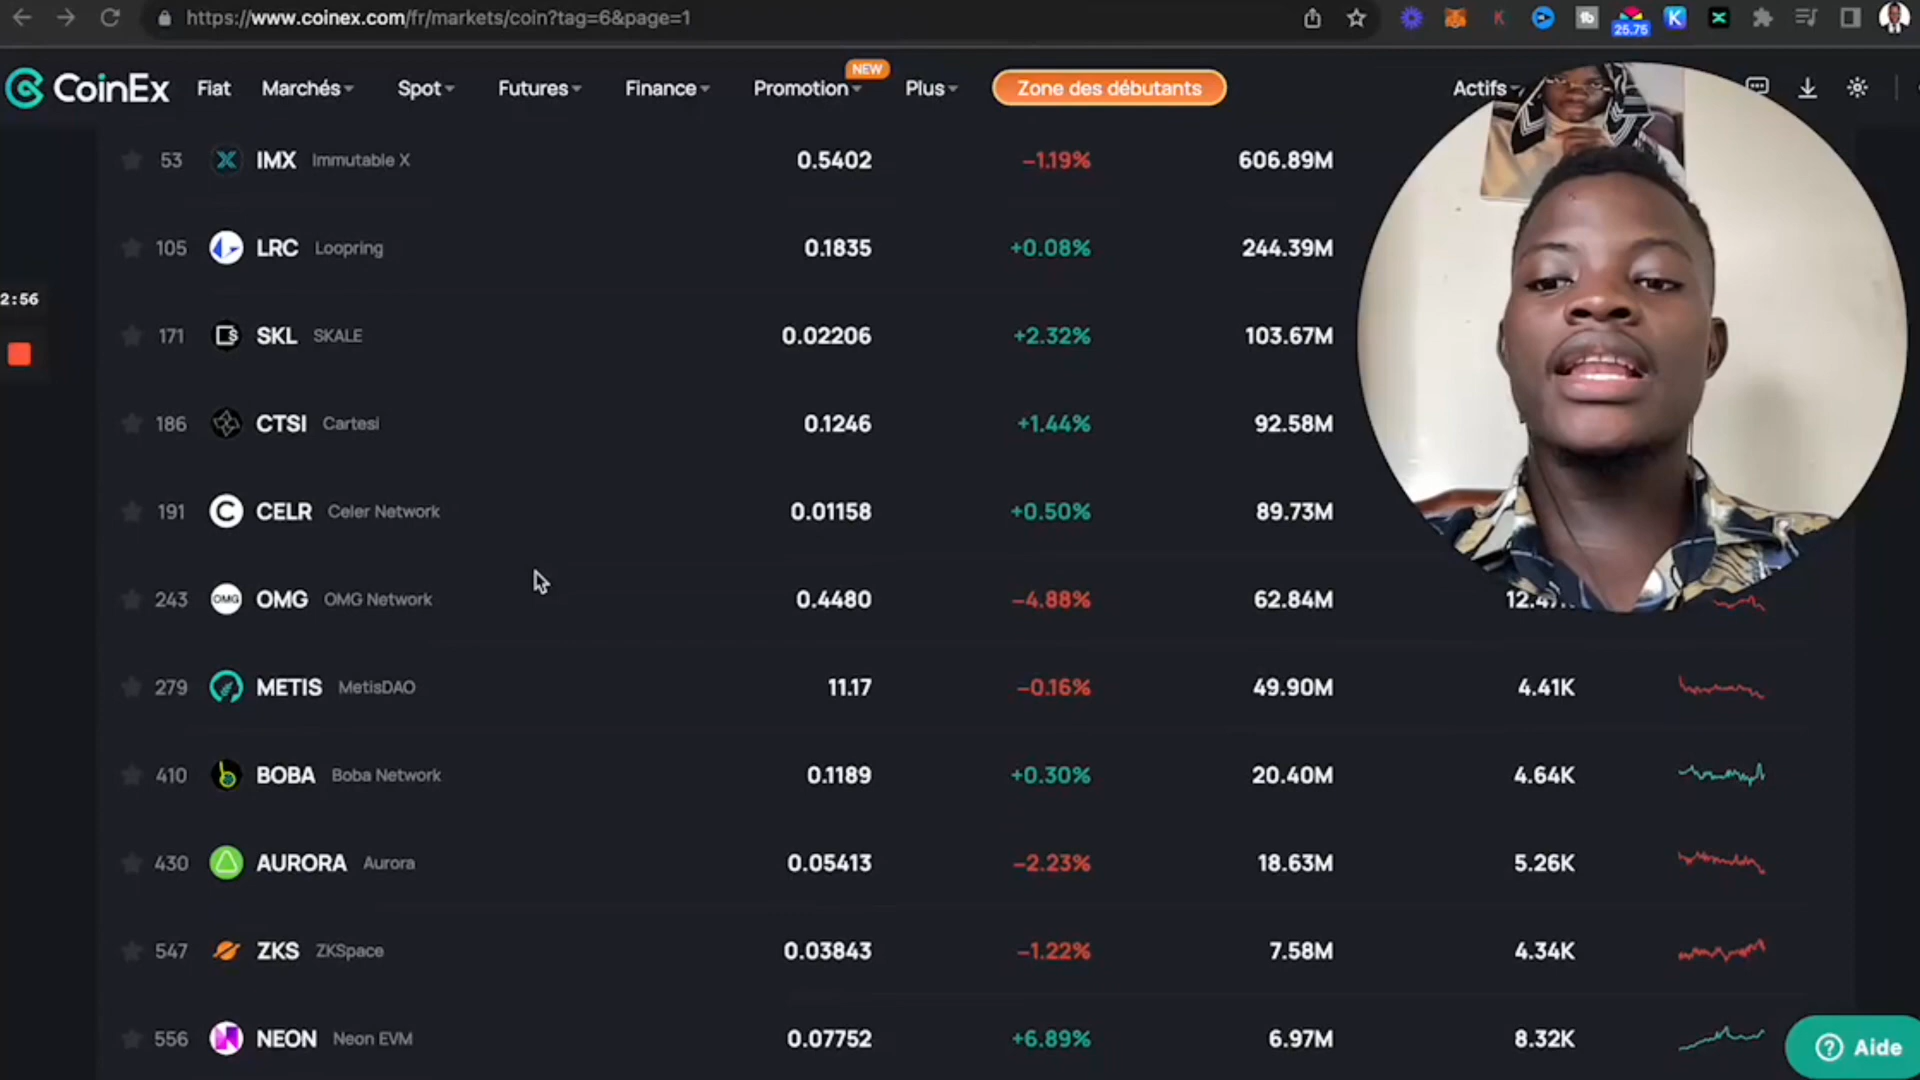 https://www.coinex.com/fr/markets/coin?tag=6&page=1
25.75
CoinEx Fiat Marchés Spot Futures Finance Promotion NEW Plus Zone des débutants Actifs
53 IMX Immutable X 0.5402 -1.19% 606.89M
105 LRC Loopring 0.1835 +0.08% 244.39M
2:56
171 SKL SKALE 0.02206 +2.32% 103.67M
186 CTSI Cartesi 0.1246 +1.44% 92.58M
191 CELR Celer Network 0.01158 +0.50% 89.73M
243 OMG OMG Network 0.4480 -4.88% 62.84M
279 METIS MetisDAO 11.17 -0.16% 49.90M 4.41K
410 BOBA Boba Network 0.1189 +0.30% 20.40M 4.64K
430 AURORA Aurora 0.05413 -2.23% 18.63M 5.26K
547 ZKS ZKSpace 0.03843 -1.22% 7.58M 4.34K
556 NEON Neon EVM 0.07752 +6.89% 6.97M 8.32K
Aide